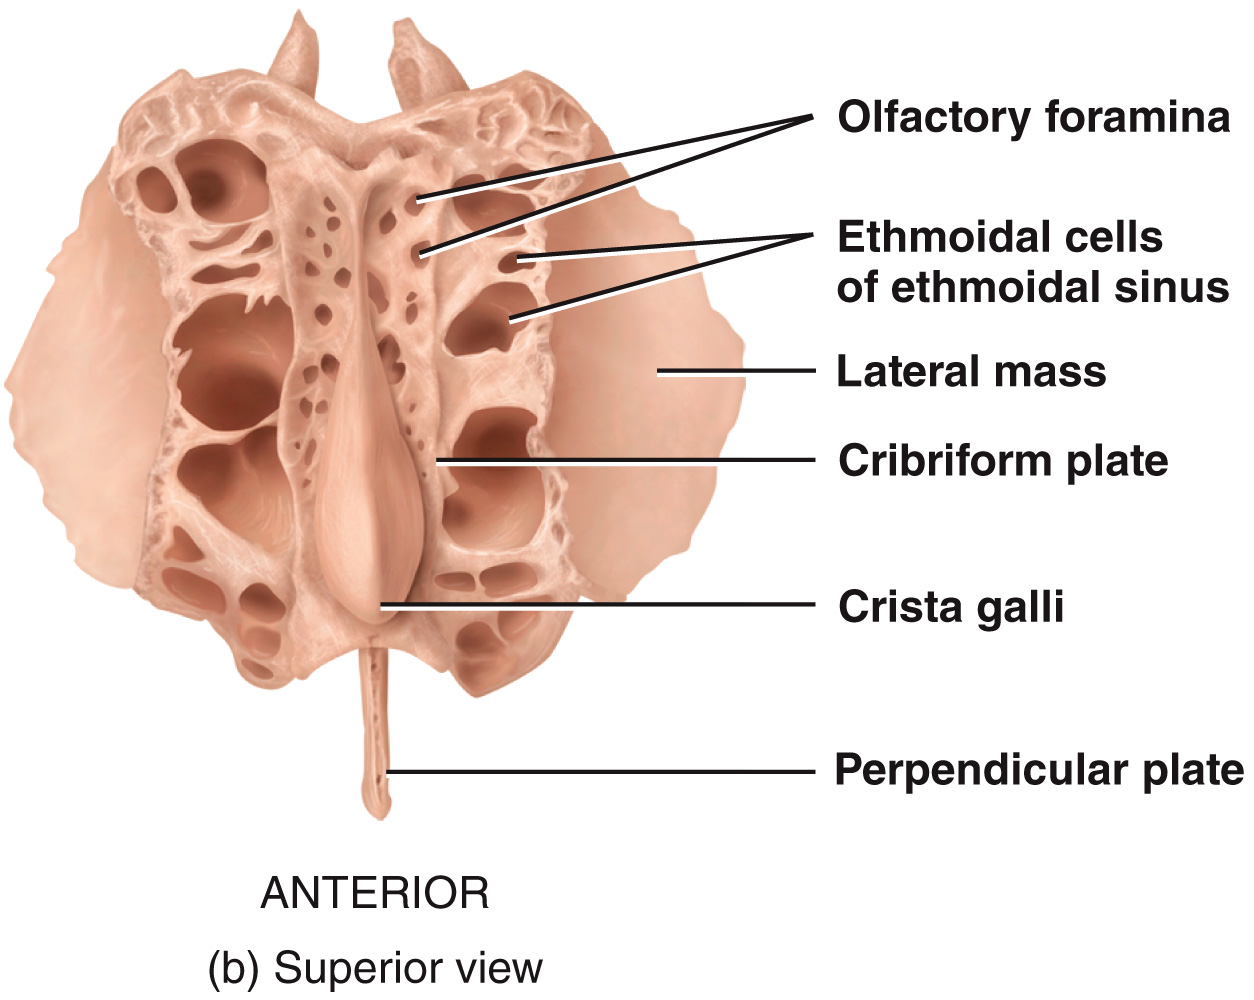 Olfactory foramina
Ethmoidal cells
of ethmoidal sinus
Lateral mass
Cribriform plate
Crista galli
Perpendicular plate
ANTERIOR
(b) Superior view